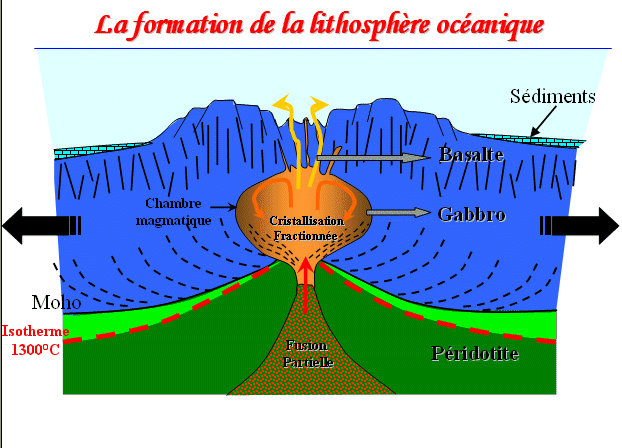 La formation de la lithosphère océanique
Sédiments
Basalte
Chambre
magmatique
Cristallisation
Fractionnée
Gabbro
Moho
Isotherme
1300°C
Fusion
Partielle
Péridotite